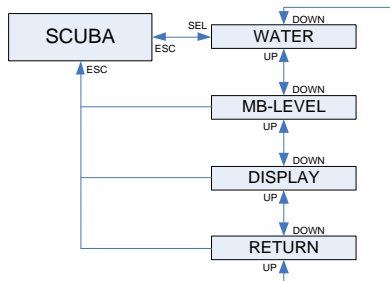 SCUBA
SEL
ESC
ESC
DOWN
WATER
UP
DOWN
MB-LEVEL
UP
DOWN
DISPLAY
UP
DOWN
RETURN
UP